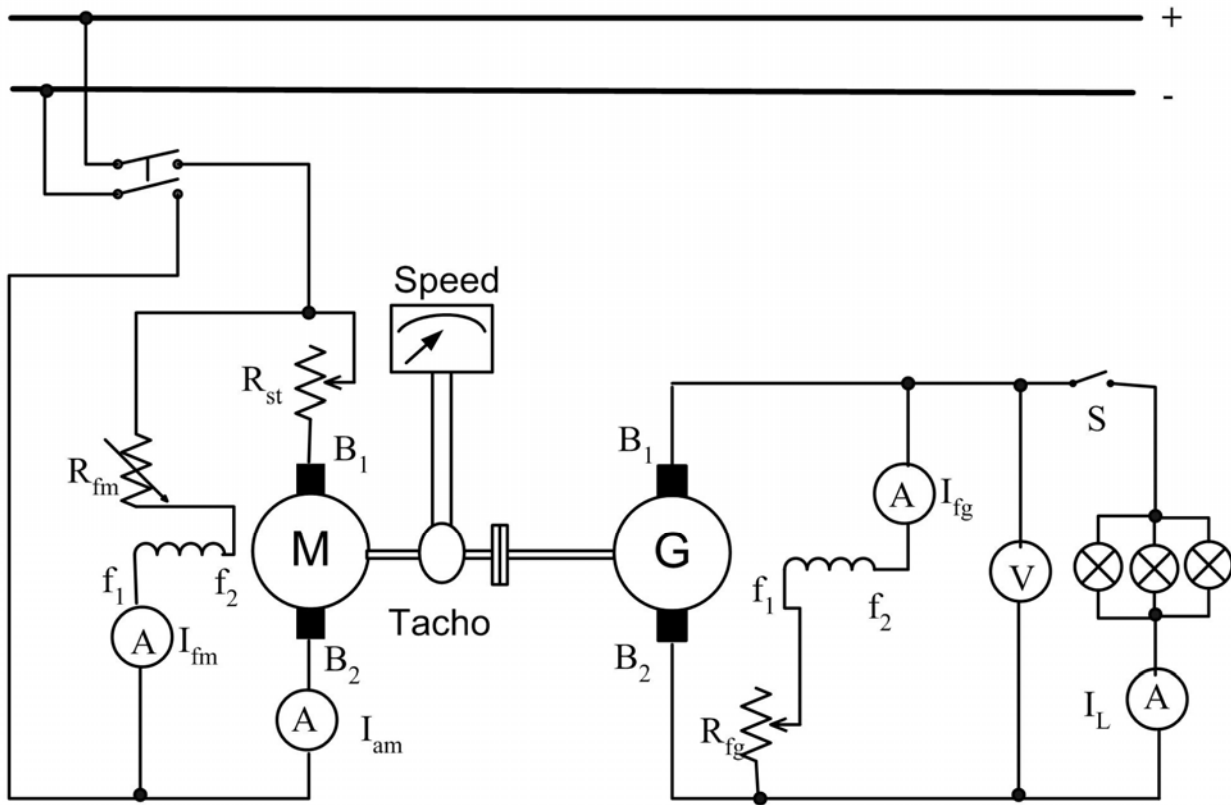 +
-
Speed
R_st
B_1
B_1
S
R_fm
A
I_fg
M
G
f_1
f_2
V
f_1
f_2
Tacho
A
I_fm
B_2
B_2
A
I_am
R_fg
I_L
A